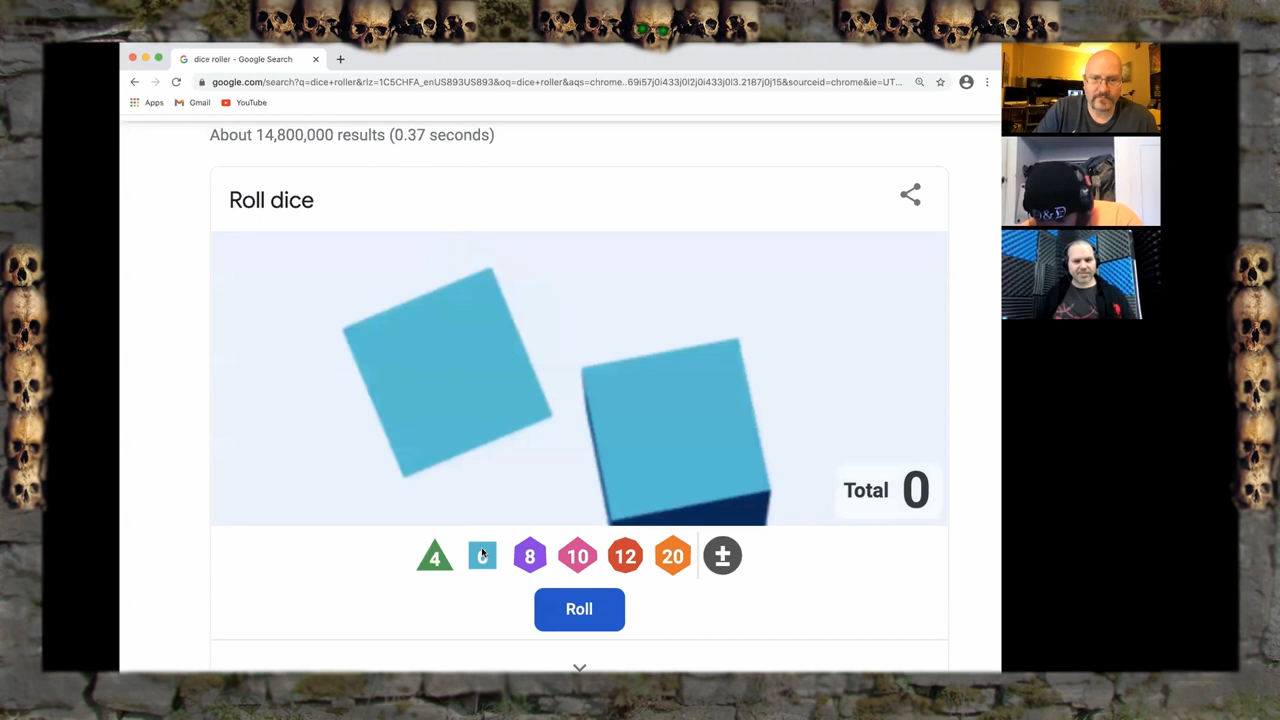 dice roller - Google Search
google.com/search?q=dice+roller&rlz=1C5CHFA_enUS893US893&oq=dice+roller&aqs=chrome..69i57j0i433j0l2j0i433j0l3.2187j0j15&sourceid=chrome&ie=UT...
Apps Gmail YouTube
About 14,800,000 results (0.37 seconds)
Roll dice
Total 0
4 6 8 10 12 20 ±
Roll
D&D